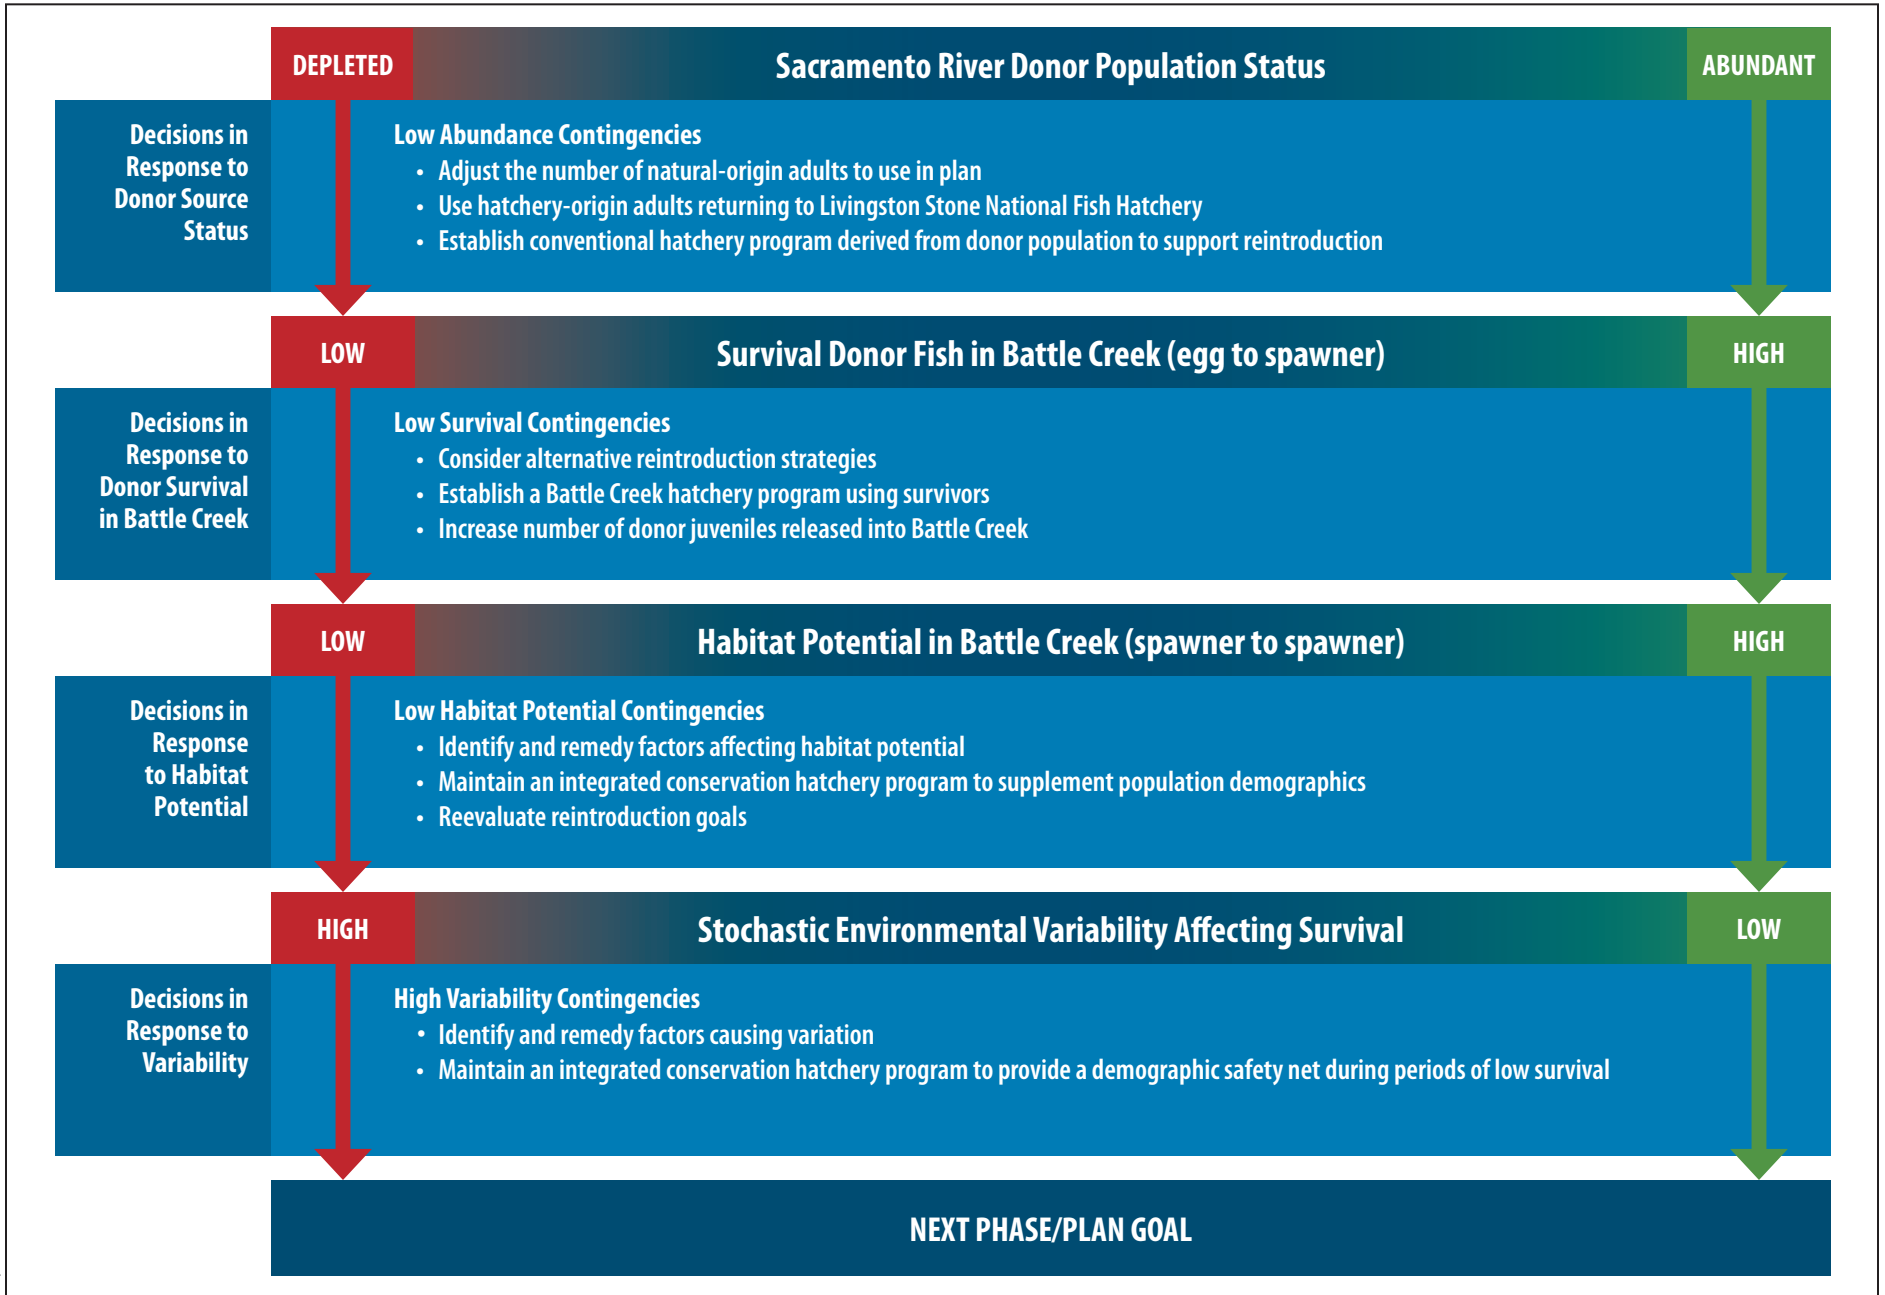 DEPLETED
Sacramento River Donor Population Status
ABUNDANT
Decisions in
Response to
Donor Source
Status
Low Abundance Contingencies
• Adjust the number of natural-origin adults to use in plan
• Use hatchery-origin adults returning to Livingston Stone National Fish Hatchery
• Establish conventional hatchery program derived from donor population to support reintroduction
LOW
Survival Donor Fish in Battle Creek (egg to spawner)
HIGH
Decisions in
Response to
Donor Survival
in Battle Creek
Low Survival Contingencies
• Consider alternative reintroduction strategies
• Establish a Battle Creek hatchery program using survivors
• Increase number of donor juveniles released into Battle Creek
LOW
Habitat Potential in Battle Creek (spawner to spawner)
HIGH
Decisions in
Response
to Habitat
Potential
Low Habitat Potential Contingencies
• Identify and remedy factors affecting habitat potential
• Maintain an integrated conservation hatchery program to supplement population demographics
• Reevaluate reintroduction goals
HIGH
Stochastic Environmental Variability Affecting Survival
LOW
Decisions in
Response to
Variability
High Variability Contingencies
• Identify and remedy factors causing variation
• Maintain an integrated conservation hatchery program to provide a demographic safety net during periods of low survival
NEXT PHASE/PLAN GOAL